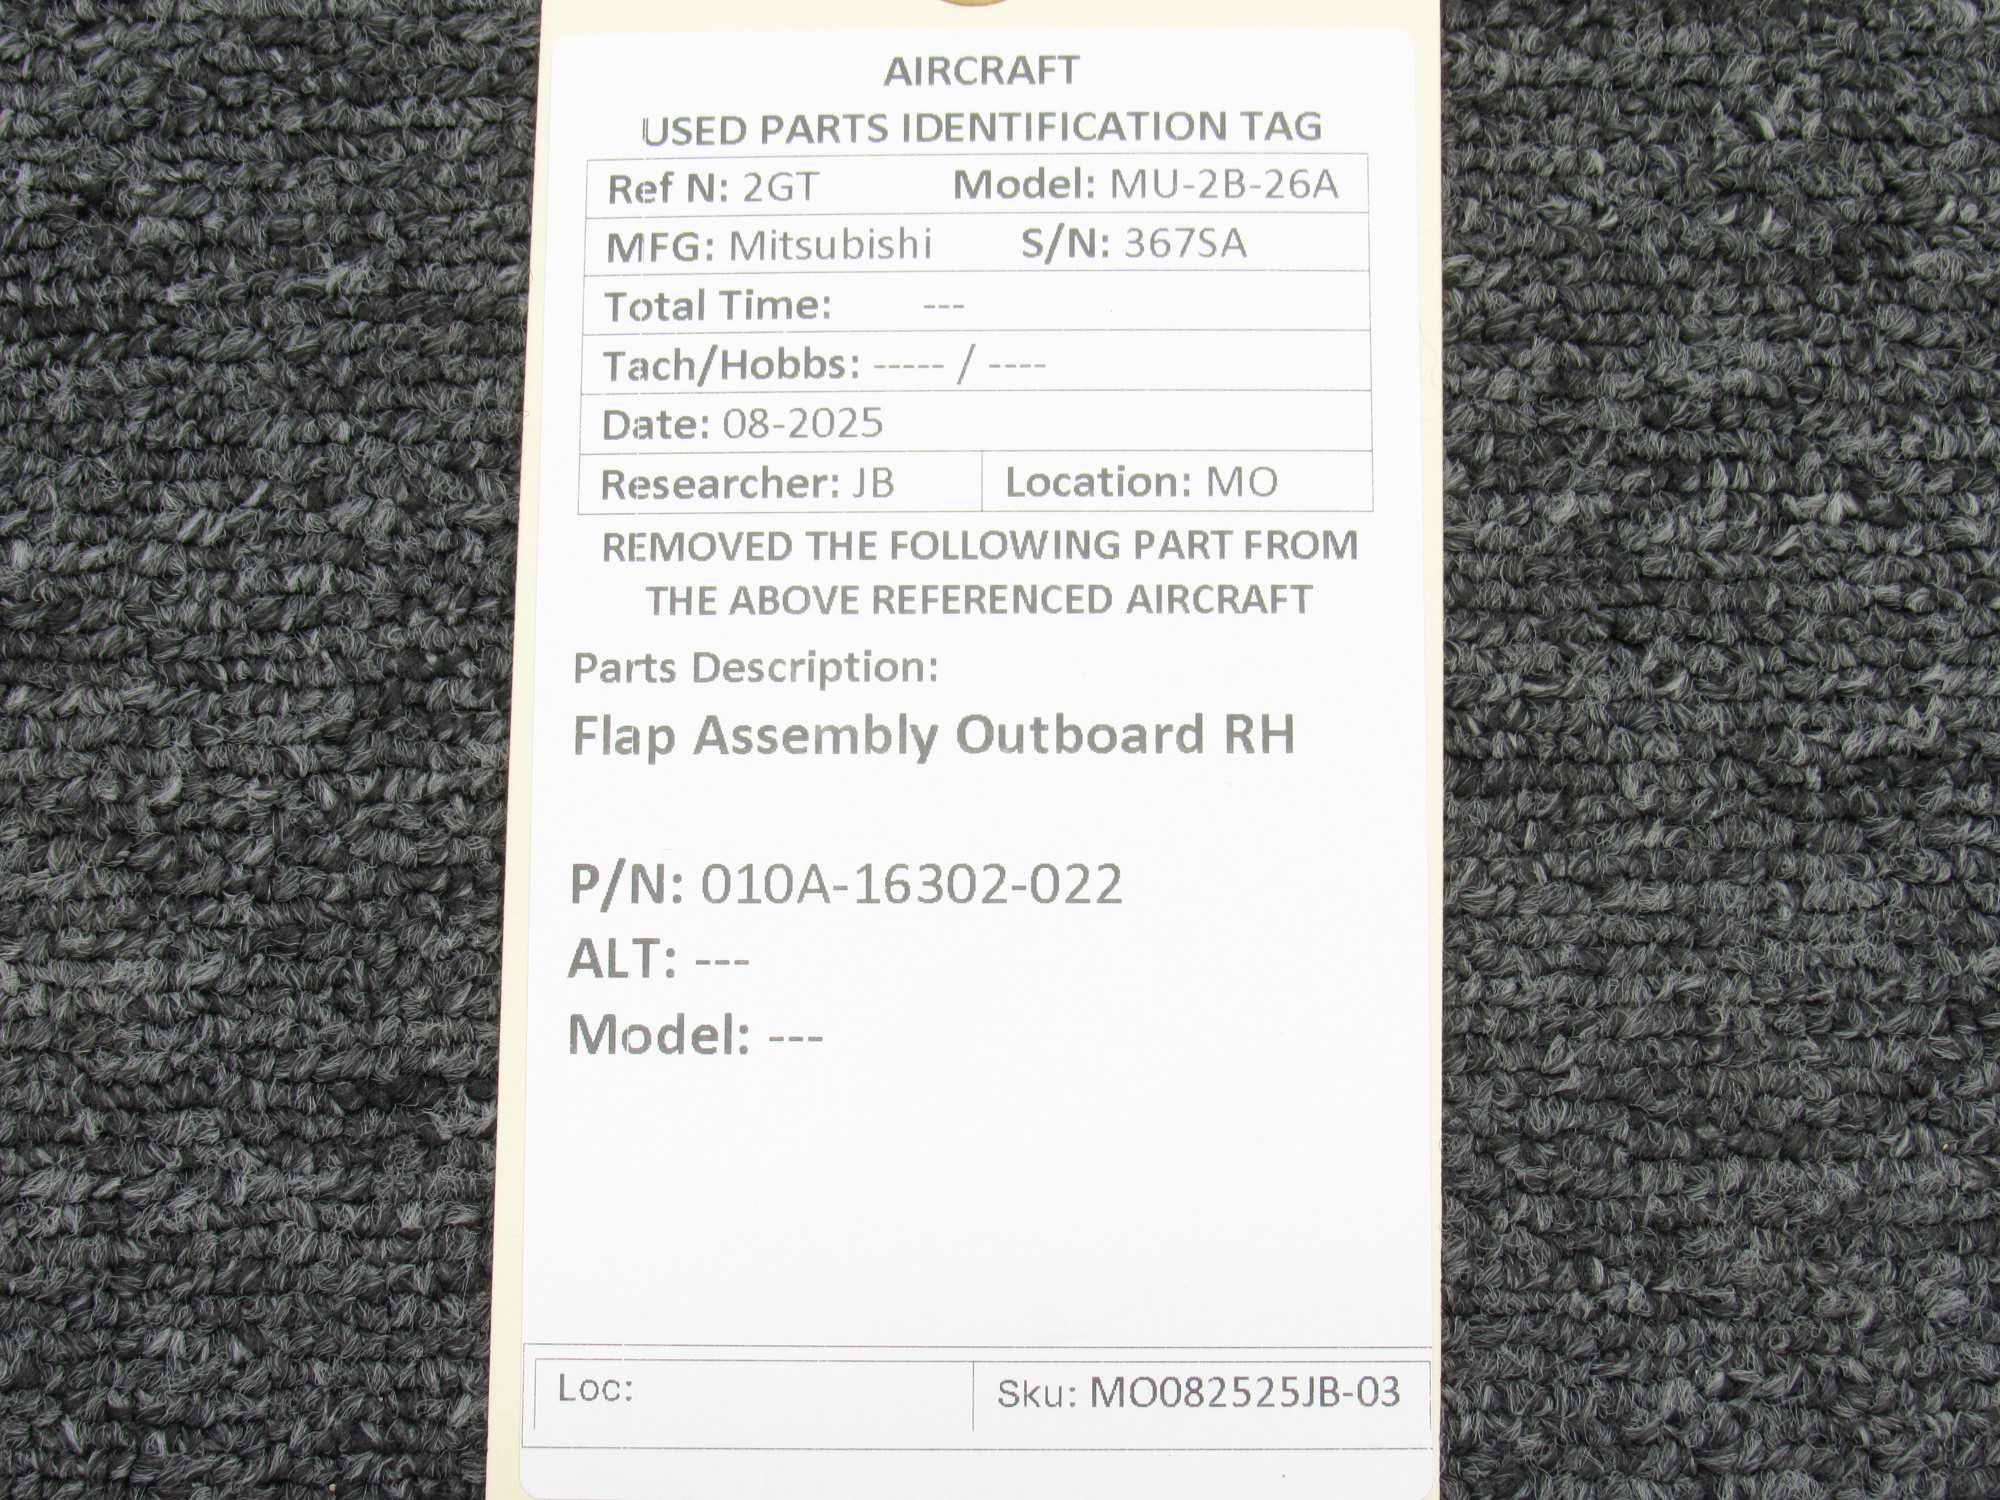 AIRCRAFT
USED PARTS IDENTIFICATION TAG
Ref N: 2GT Model: MU-2B-26A
MFG: Mitsubishi S/N: 367SA
Total Time: ---
Tach/Hobbs: ----- / ----
Date: 08-2025
Researcher: JB Location: MO
REMOVED THE FOLLOWING PART FROM
THE ABOVE REFERENCED AIRCRAFT
Parts Description:
Flap Assembly Outboard RH
P/N: 010A-16302-022
ALT: ---
Model: ---
Loc: Sku: MO082525JB-03